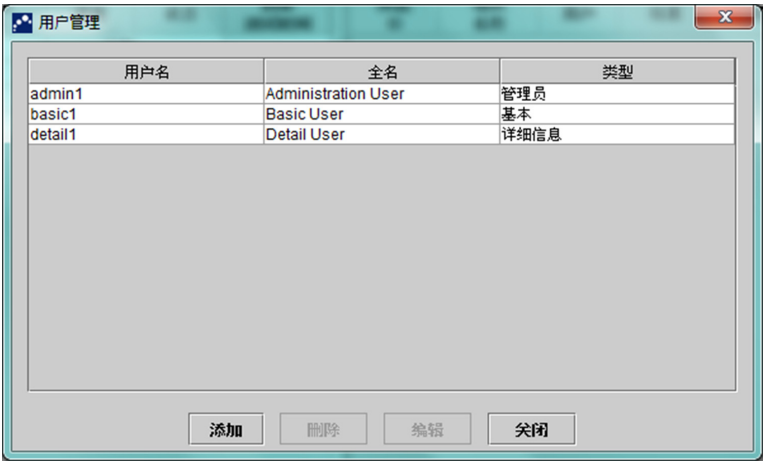 用户管理
用户名 全名 类型
admin1 Administration User 管理员
basic1 Basic User 基本
detail1 Detail User 详细信息
添加 删除 编辑 关闭